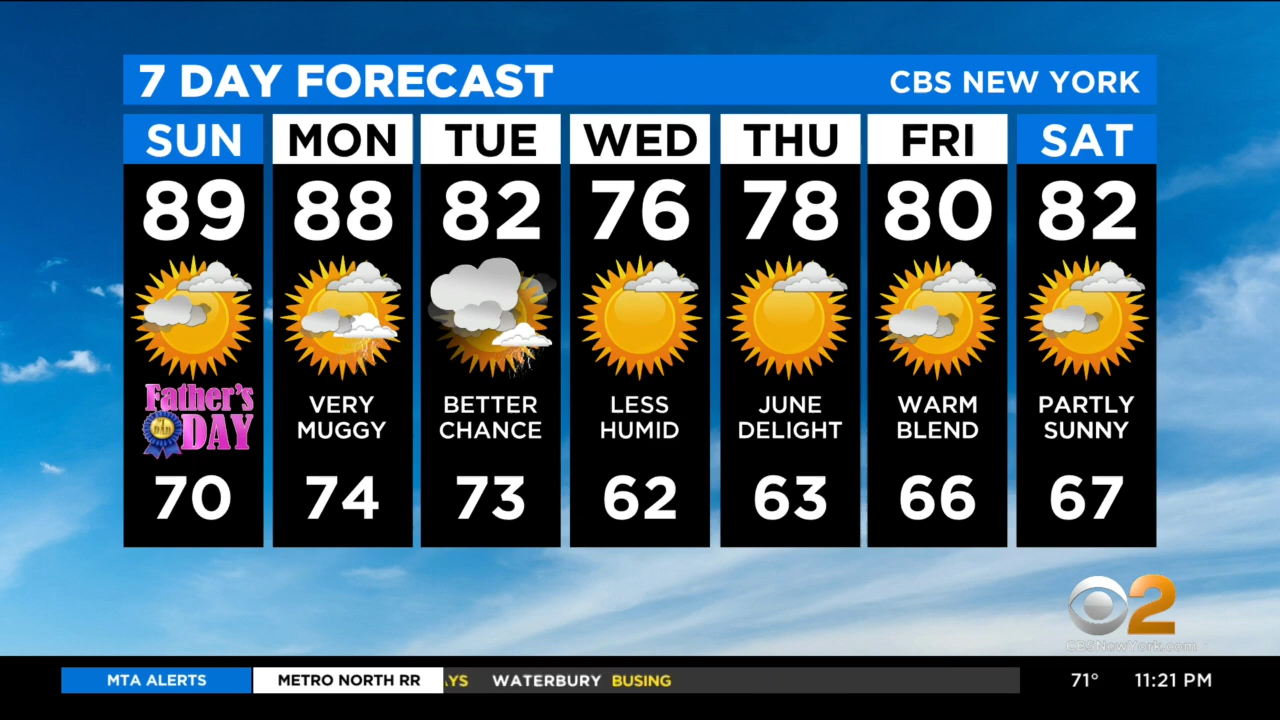 7 DAY FORECAST
CBS NEW YORK
SUN
89
Father's
DAY
70
MON
88
VERY
MUGGY
74
TUE
82
BETTER
CHANCE
73
WED
76
LESS
HUMID
62
THU
78
JUNE
DELIGHT
63
FRI
80
WARM
BLEND
66
SAT
82
PARTLY
SUNNY
67
2
CBSNewYork.com
MTA ALERTS
METRO NORTH RR
AYS WATERBURY BUSING
71° 11:21 PM